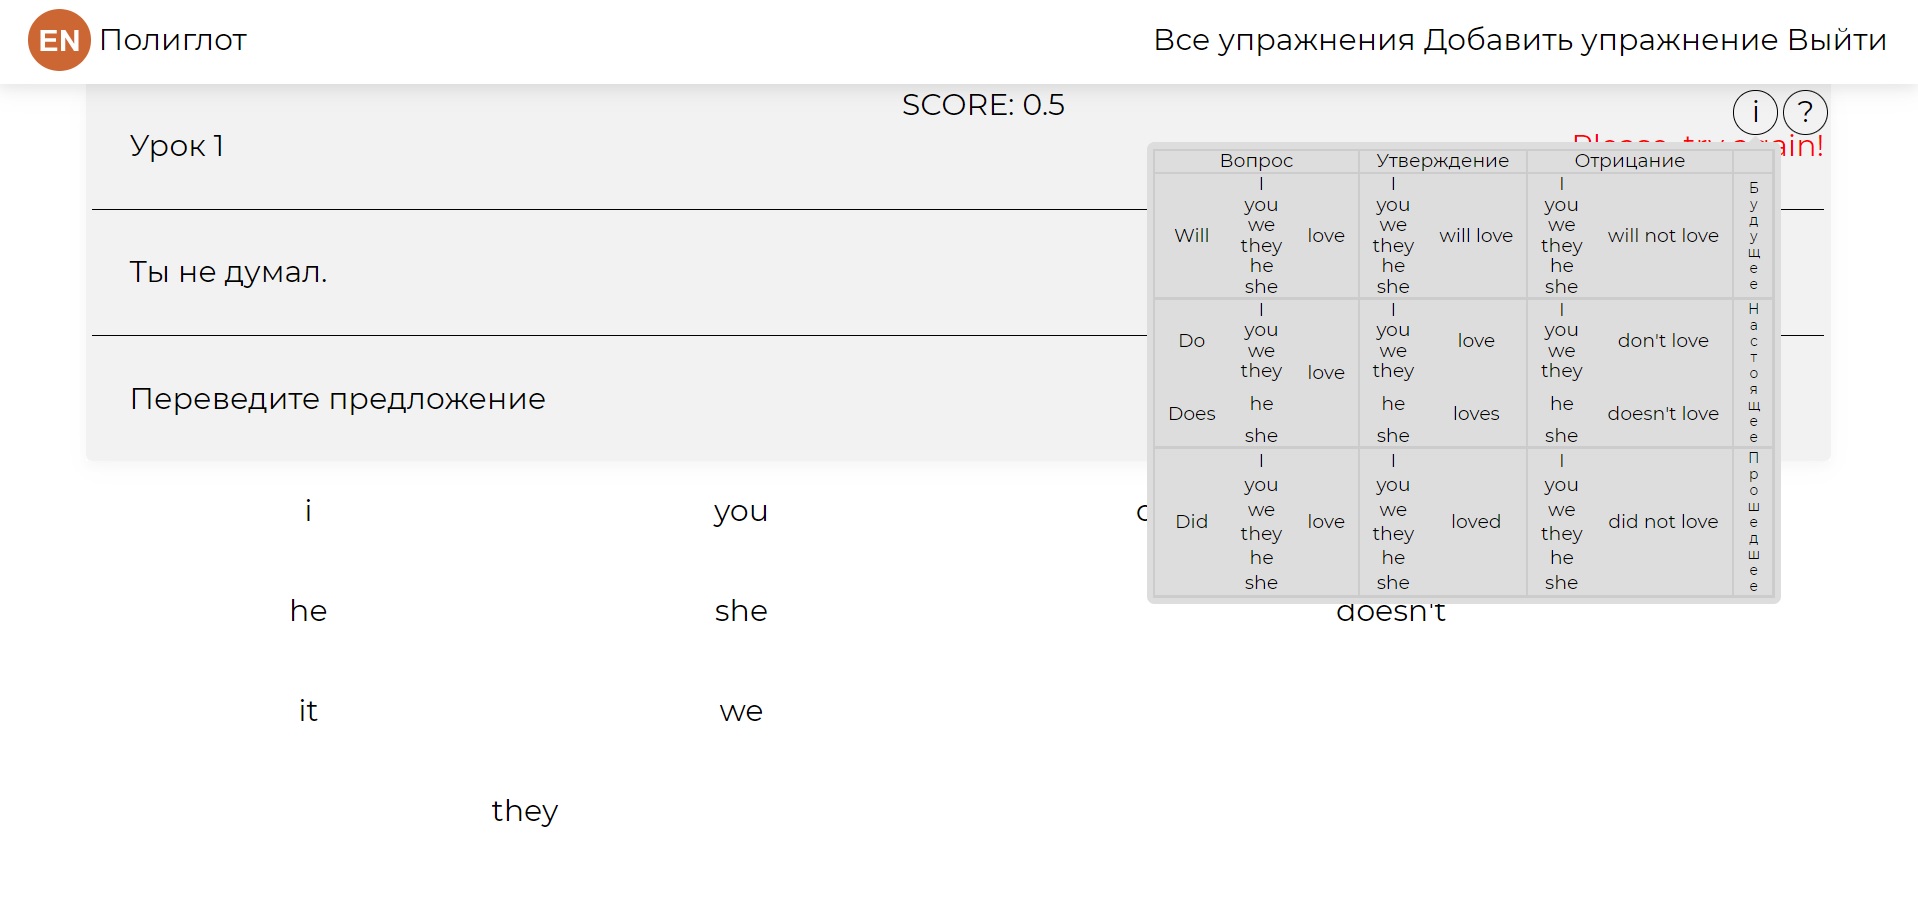 EN Полиглот Все упражнения Добавить упражнение Выйти
SCORE: 0.5 i ?
Урок 1
Ты не думал.
Переведите предложение
Вопрос Утверждение Отрицание
Will I you we they he she love
I you we they he she will love
I you we they he she will not love
Будущее
Do I you we they love
Does he she
I you we they love
he she loves
I you we they don't love
he she doesn't love
Настоящее
Did I you we they he she love
I you we they he she loved
I you we they he she did not love
Прошедшее
i you
he she doesn't
it we
they